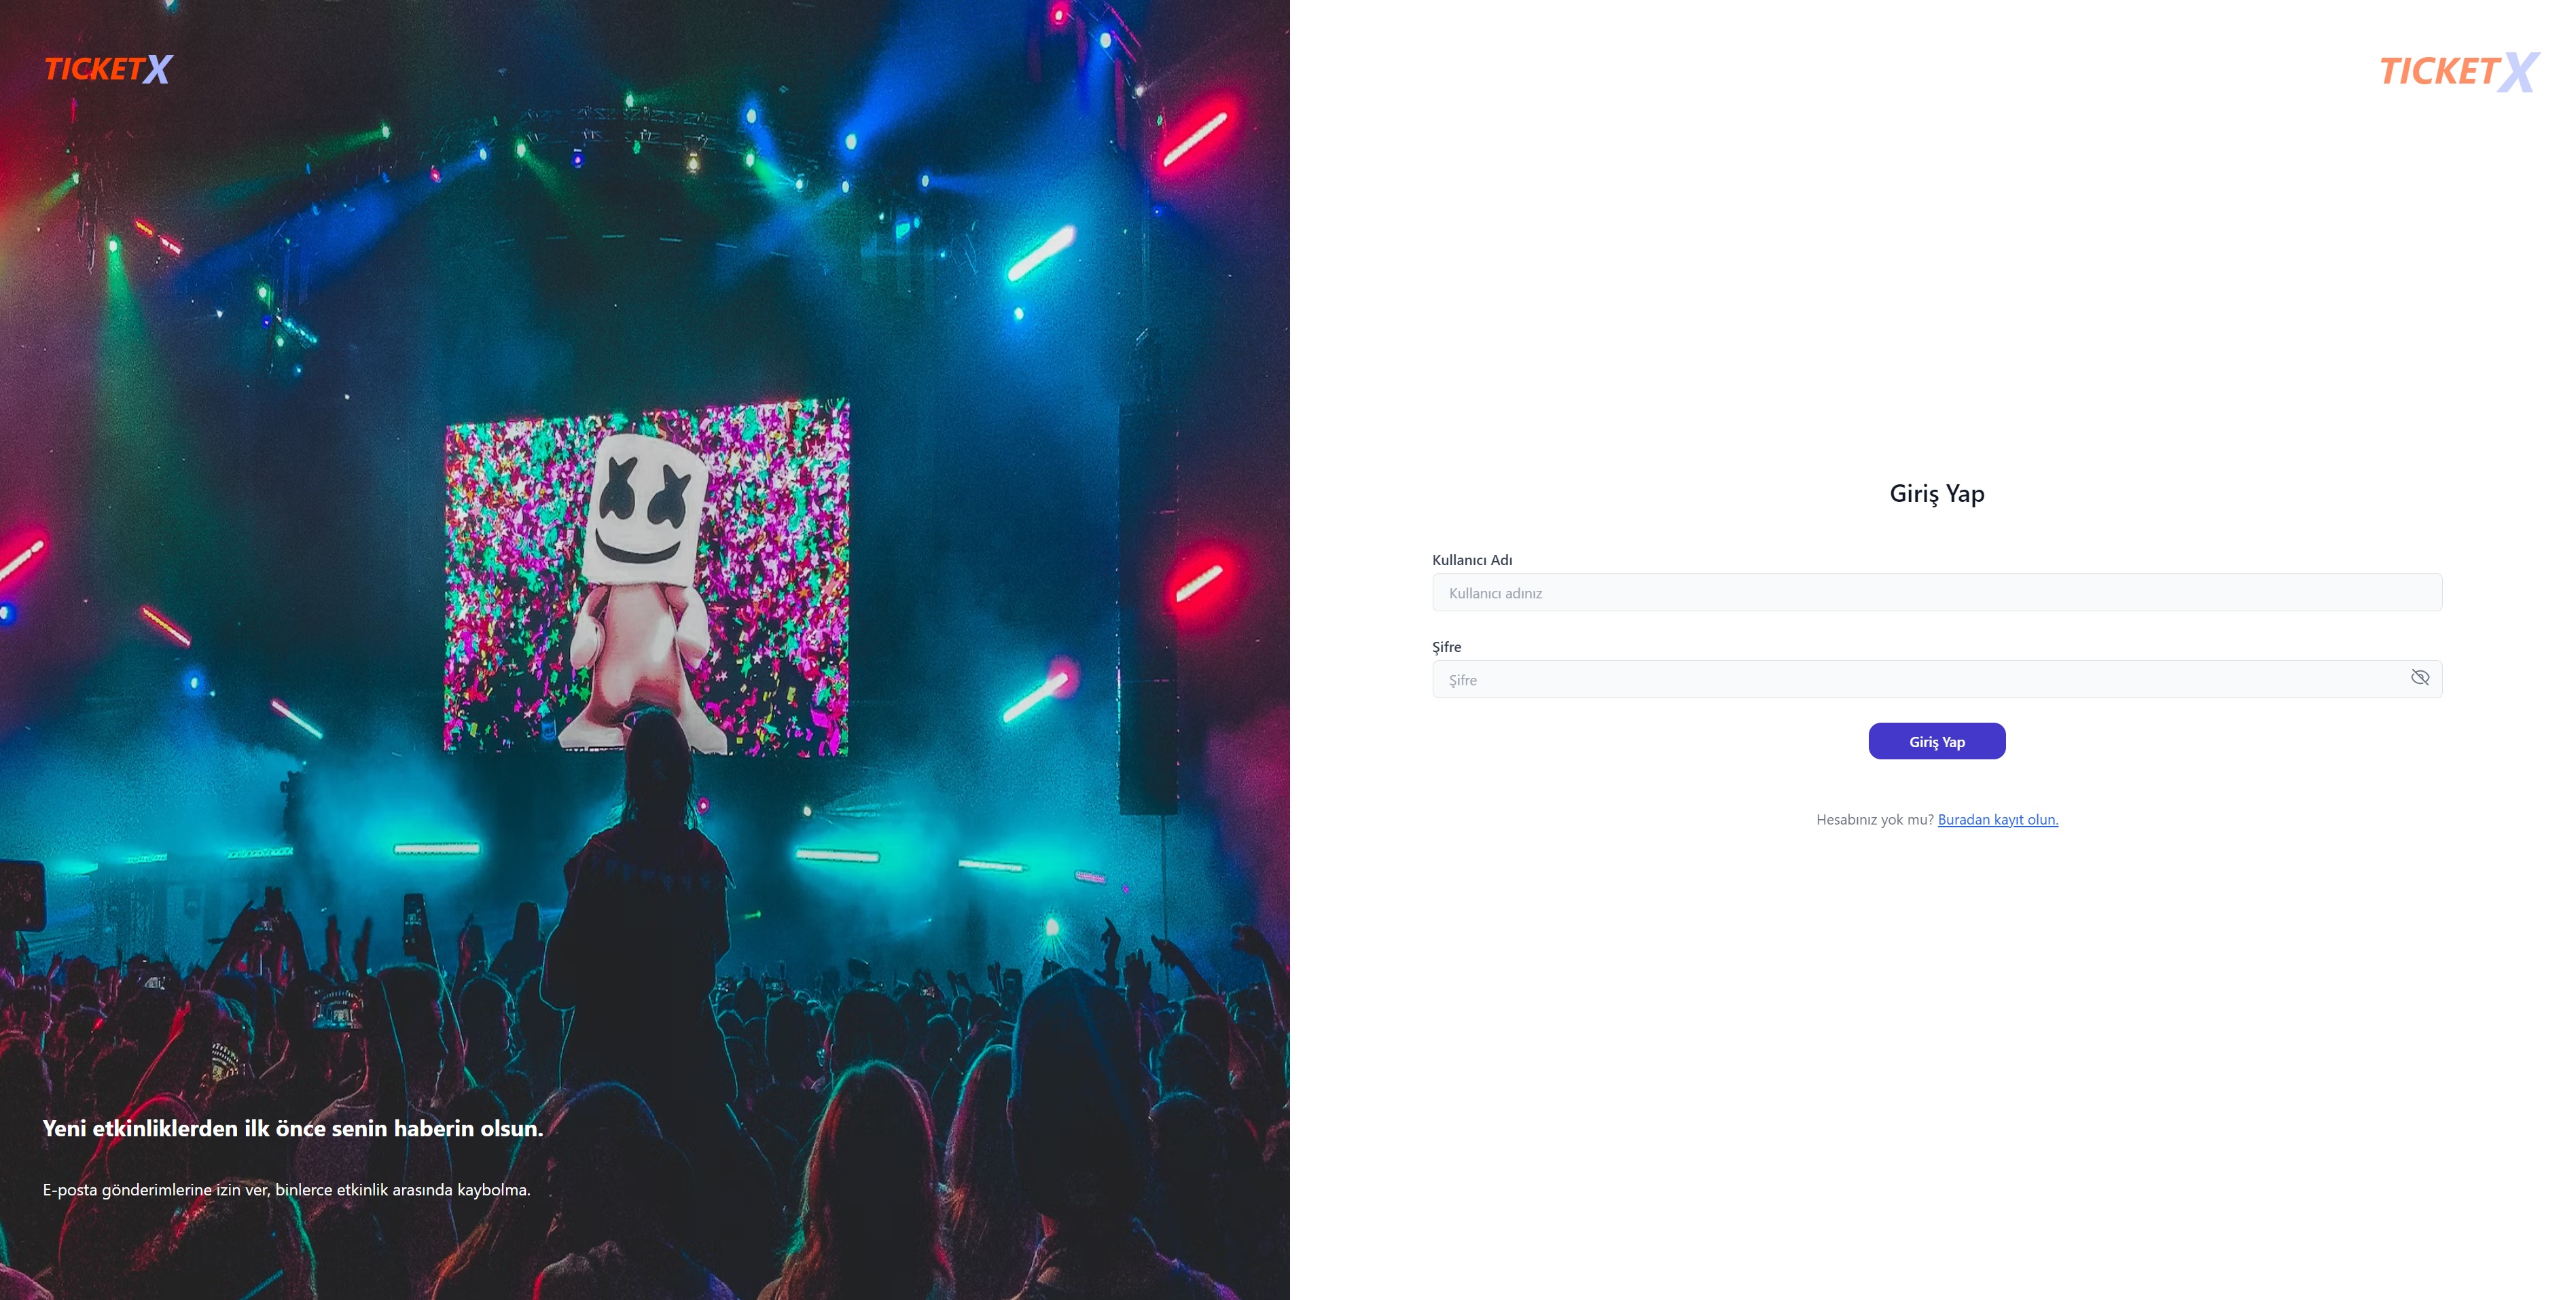 TICKETX
Yeni etkinliklerden ilk önce senin haberin olsun.
E-posta gönderimlerine izin ver, binlerce etkinlik arasında kaybolma.
TICKETX
Giriş Yap
Kullanıcı Adı
Kullanıcı adınız
Şifre
Şifre
Giriş Yap
Hesabınız yok mu? Buradan kayıt olun.